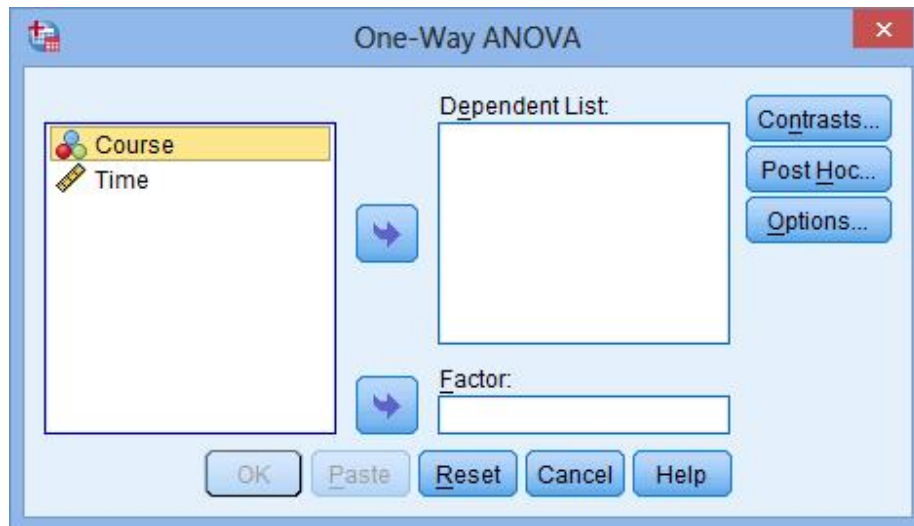 One-Way ANOVA
Course
Time
Dependent List:
Factor:
Contrasts...
Post Hoc...
Options...
OK
Paste
Reset
Cancel
Help